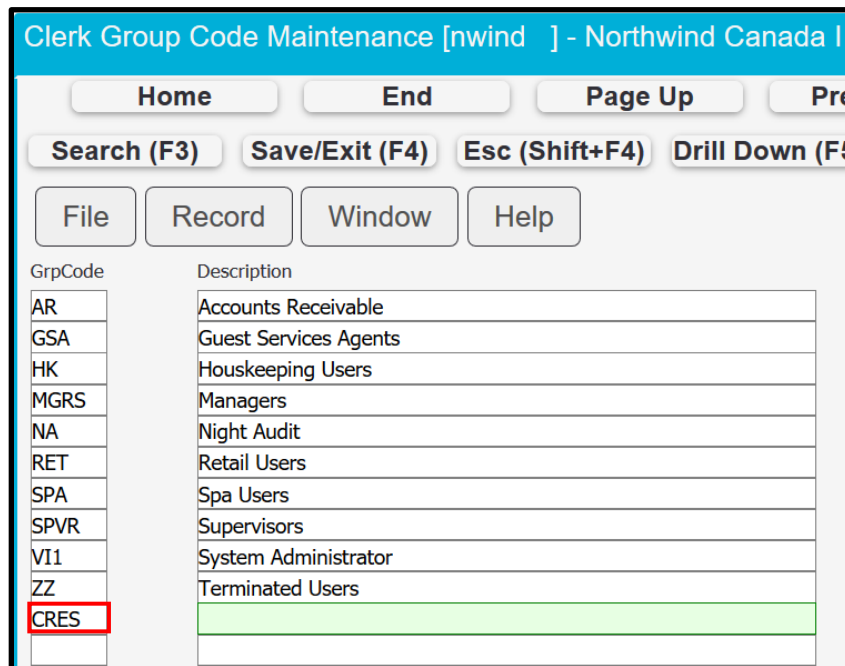 Clerk Group Code Maintenance [nwind ] - Northwind Canada I
Home End Page Up Pre
Search (F3) Save/Exit (F4) Esc (Shift+F4) Drill Down (F5
File Record Window Help
GrpCode Description
AR Accounts Receivable
GSA Guest Services Agents
HK Houskeeping Users
MGRS Managers
NA Night Audit
RET Retail Users
SPA Spa Users
SPVR Supervisors
VI1 System Administrator
ZZ Terminated Users
CRES